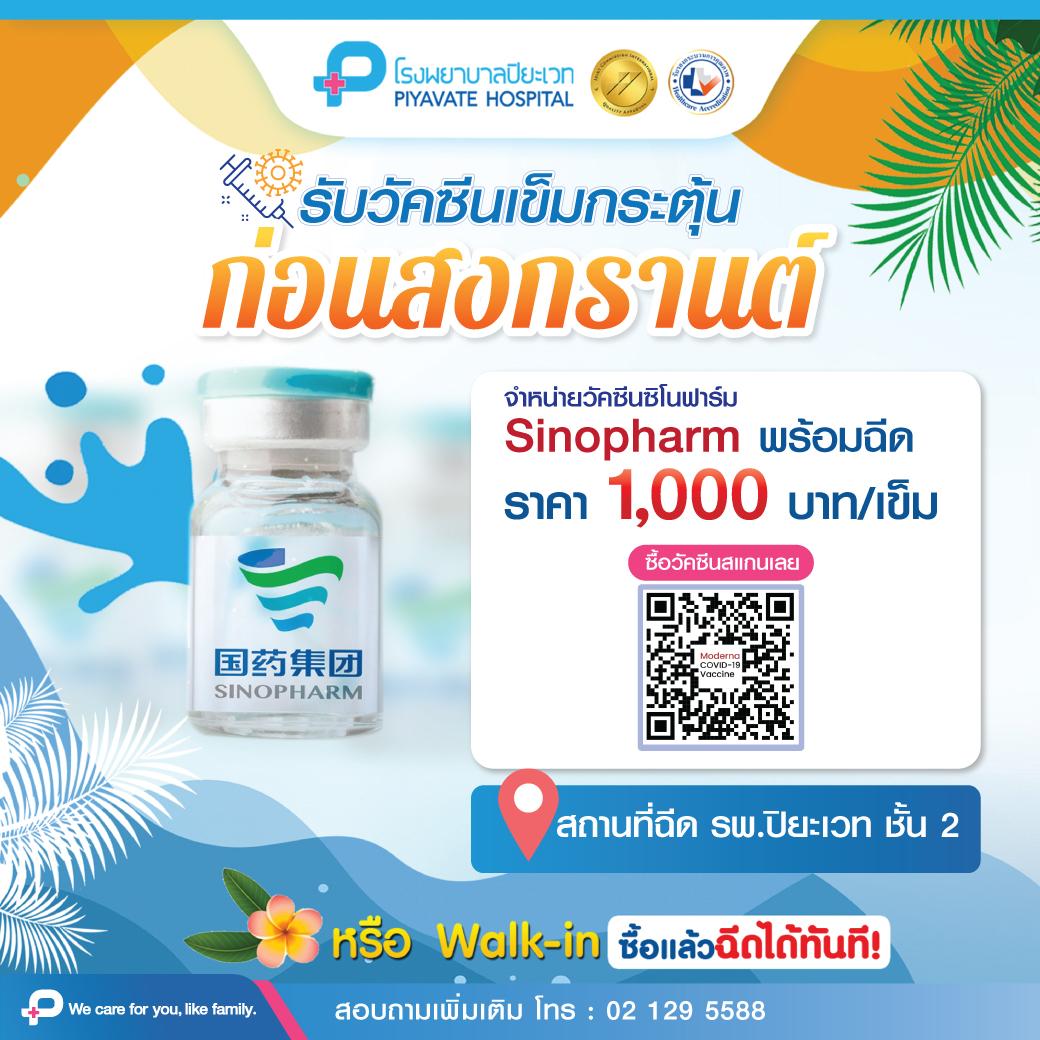 โรงพยาบาลปิยะเวท
PIYAVATE HOSPITAL
รับวัคซีนเข็มกระตุ้น
ก่อนสงกรานต์
จำหน่ายวัคซีนซิโนฟาร์ม
Sinopharm พร้อมฉีด
ราคา 1,000 บาท/เข็ม
ซื้อวัคซีนสแกนเลย
Moderna
COVID-19
Vaccine
国药集团
SINOPHARM
สถานที่ฉีด รพ.ปิยะเวท ชั้น 2
หรือ Walk-in ซื้อแล้วฉีดได้ทันที!
We care for you, like family.
สอบถามเพิ่มเติม โทร : 02 129 5588